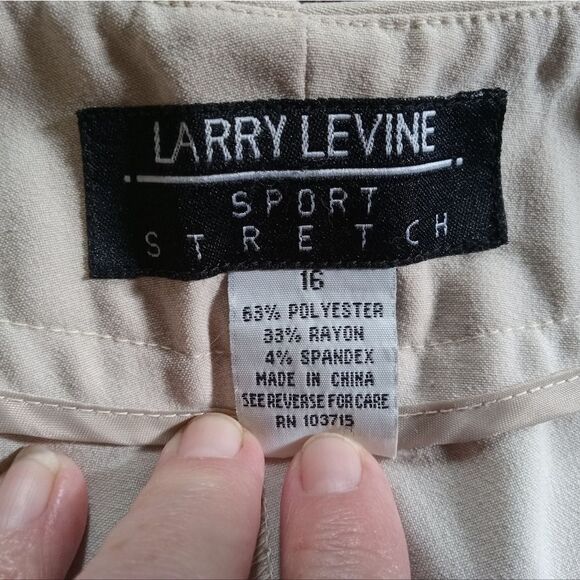 LARRY LEVINE
SPORT
STRETCH
16
63% POLYESTER
33% RAYON
4% SPANDEX
MADE IN CHINA
SEE REVERSE FOR CARE
RN 103715